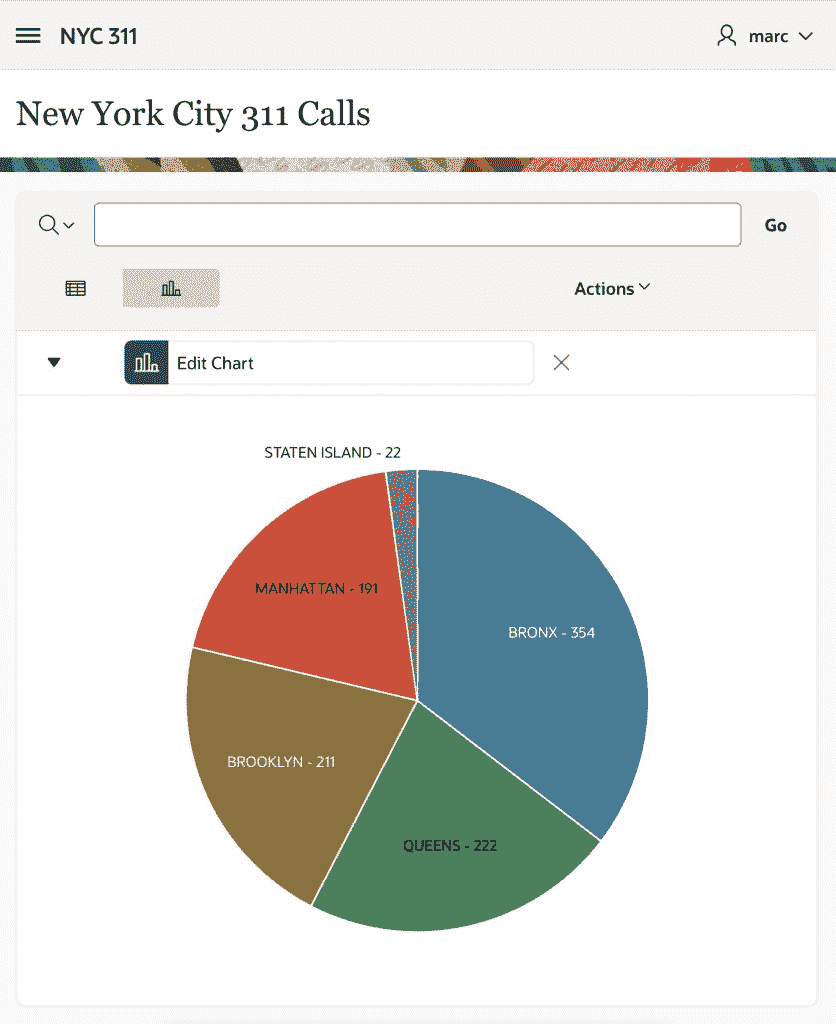 NYC 311
marc
New York City 311 Calls
Go
Actions
Edit Chart
STATEN ISLAND - 22
MANHATTAN - 191
BRONX - 354
BROOKLYN - 211
QUEENS - 222